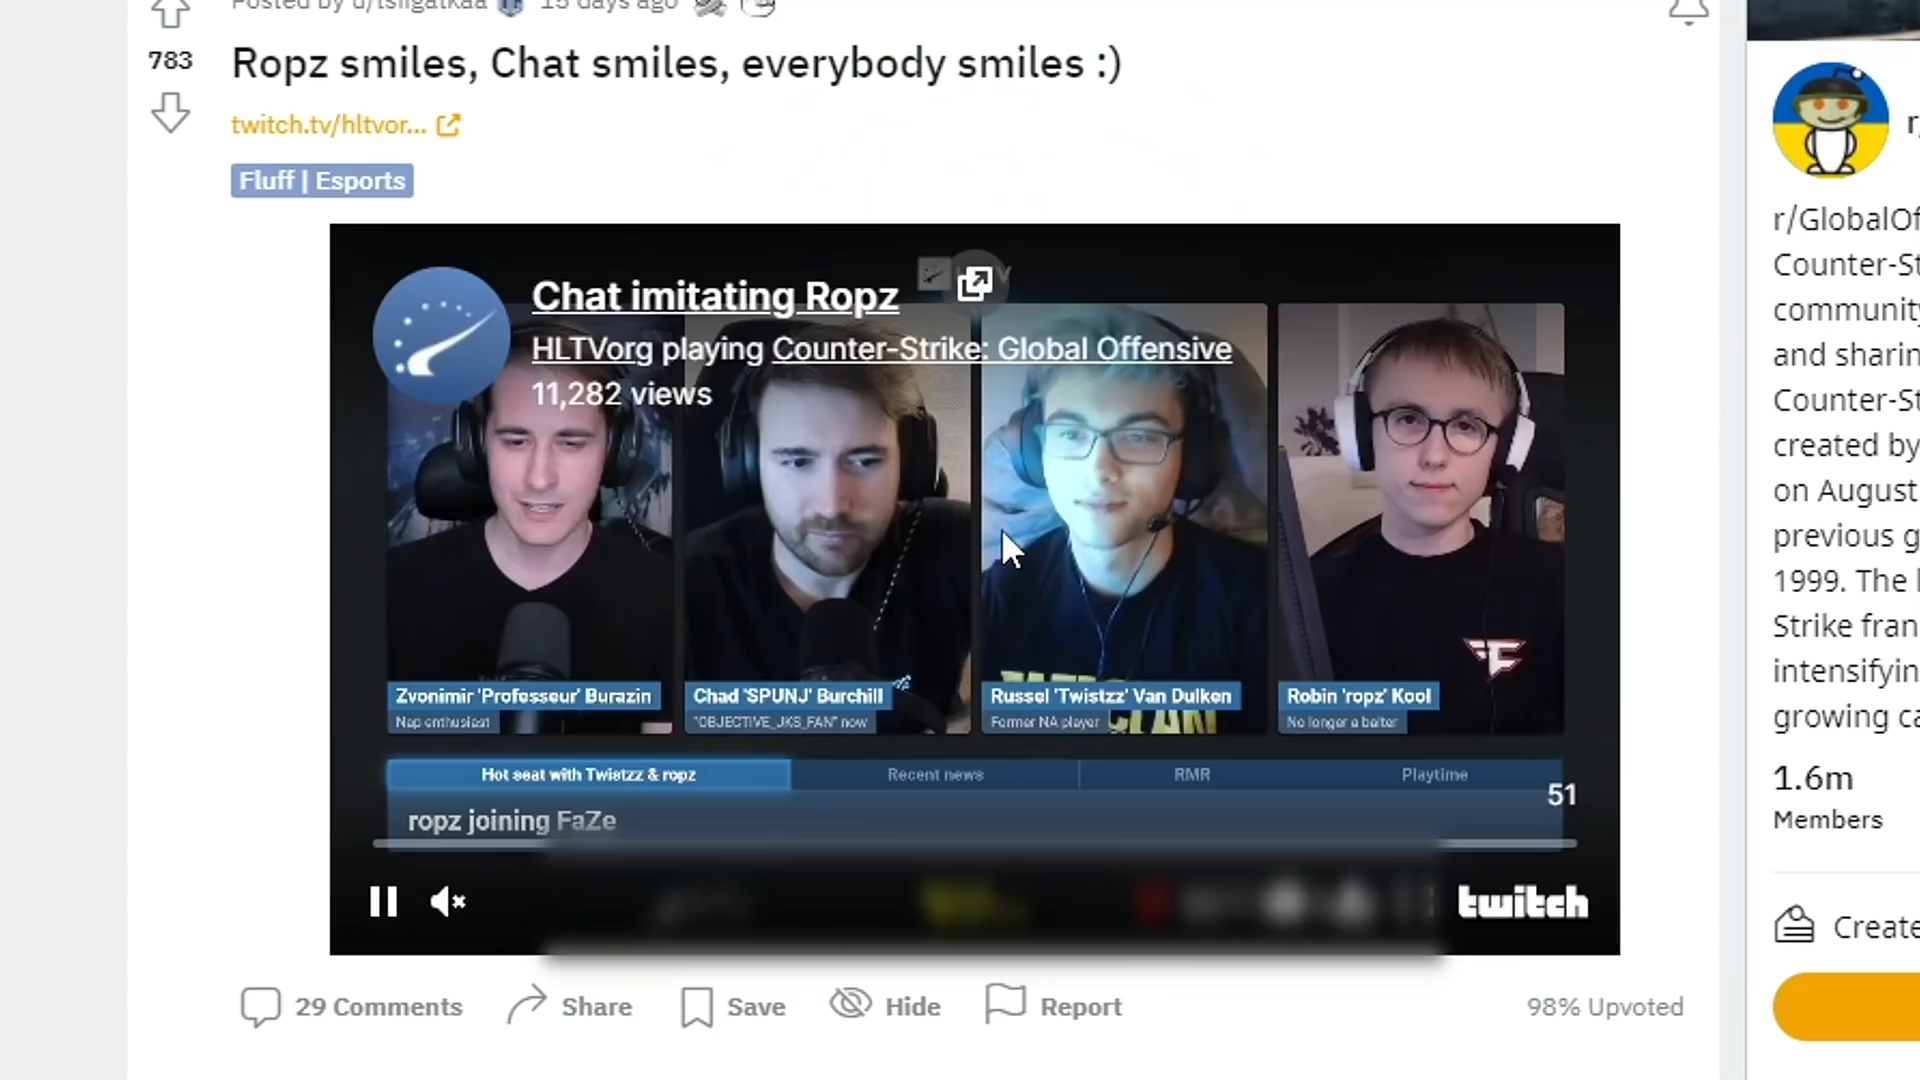 15 days ago
783
Ropz smiles, Chat smiles, everybody smiles :)
twitch.tv/hltvor...
Fluff | Esports
Chat imitating Ropz
HLTVorg playing Counter-Strike: Global Offensive
11,282 views
Zvonimir 'Professeur' Burazin
Nap enthusiast
Chad 'SPUNJ' Burchill
"OBJECTIVE_JKS_FAN" now
Russel 'Twistzz' Van Dulken
Former NA player
Robin 'ropz' Kool
No longer a baiter
Hot seat with Twistzz & ropz
Recent news
RMR
Playtime
51
ropz joining FaZe
twitch
29 Comments
Share
Save
Hide
Report
98% Upvoted
r/
r/GlobalOf
Counter-St
community
and sharin
Counter-St
created by
on August
previous g
1999. The
Strike fran
intensifyin
growing ca
1.6m
Members
Create